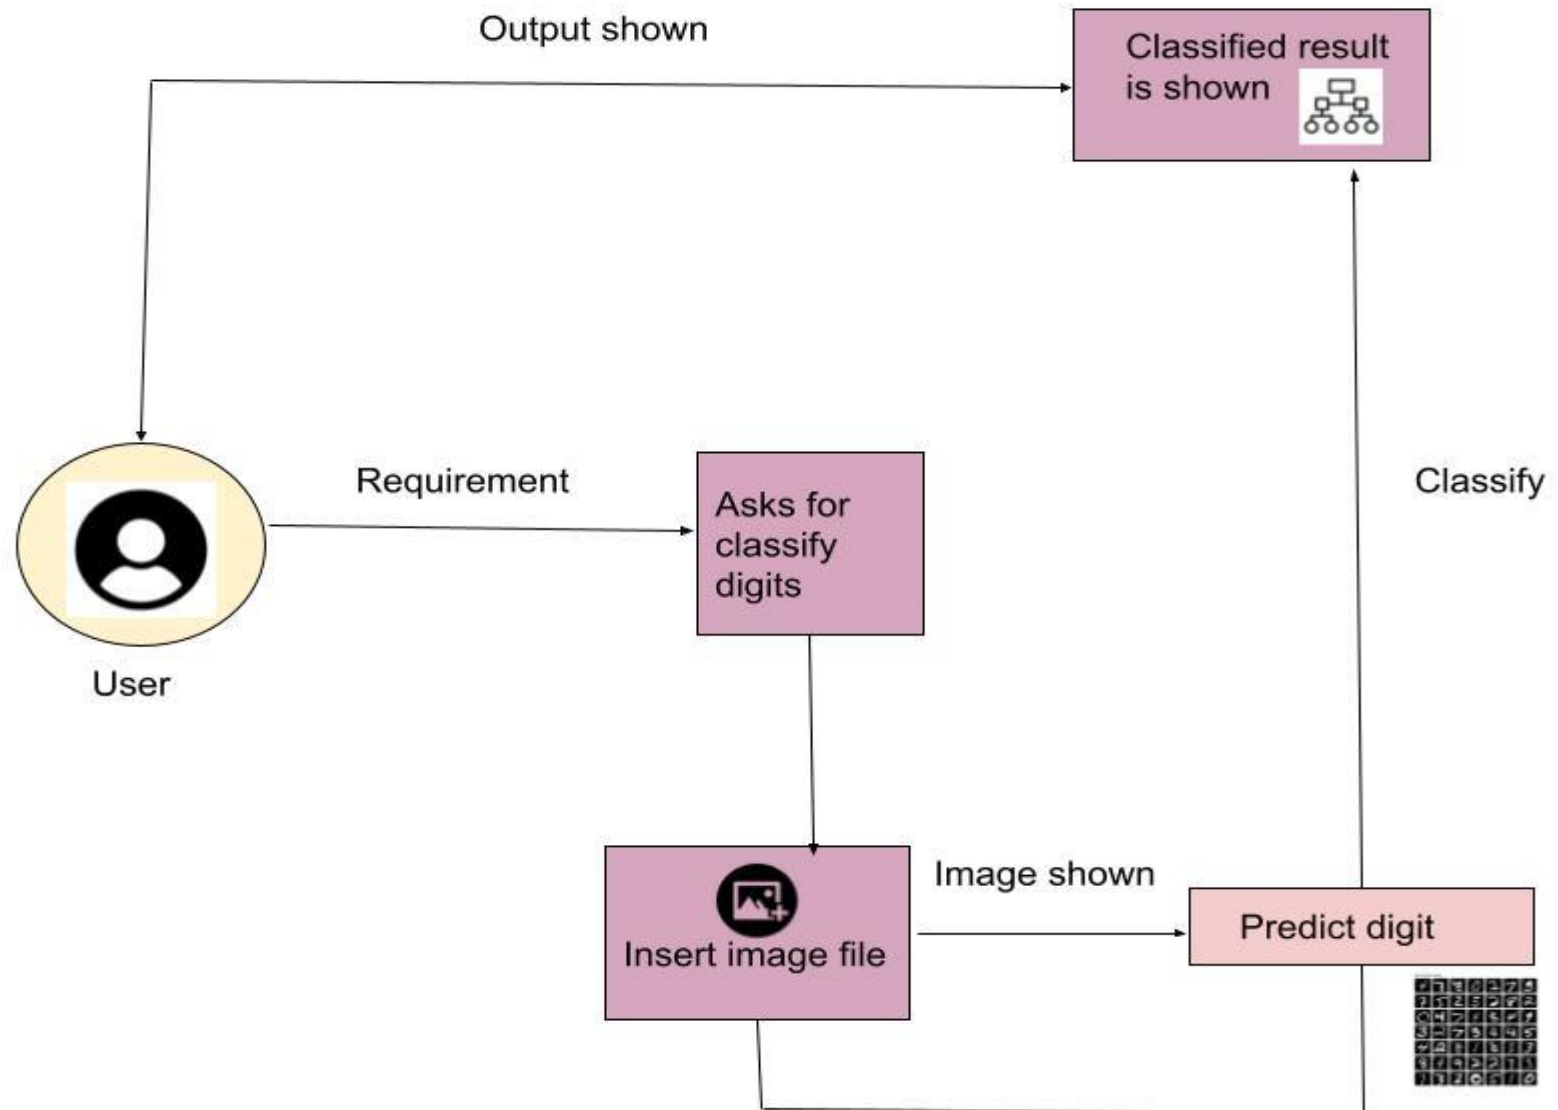 Output shown
Classified result
is shown
Requirement
Asks for
classify
digits
Classify
User
Image shown
Insert image file
Predict digit